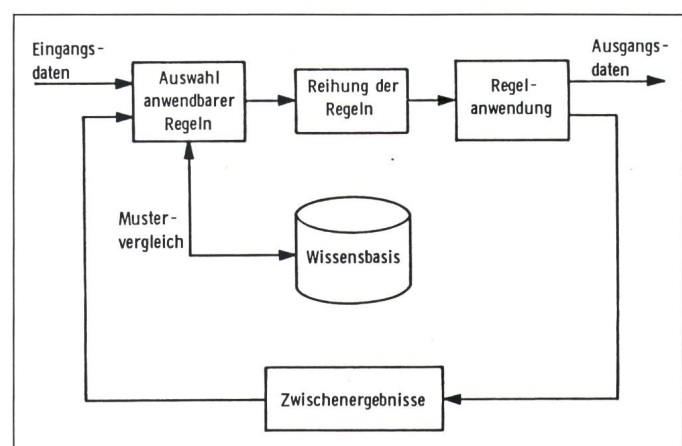 Eingangs-
daten
Auswahl
anwendbarer
Regeln
Reihung der
Regeln
Regel-
anwendung
Ausgangs-
daten
Muster-
vergleich
Wissensbasis
Zwischenergebnisse